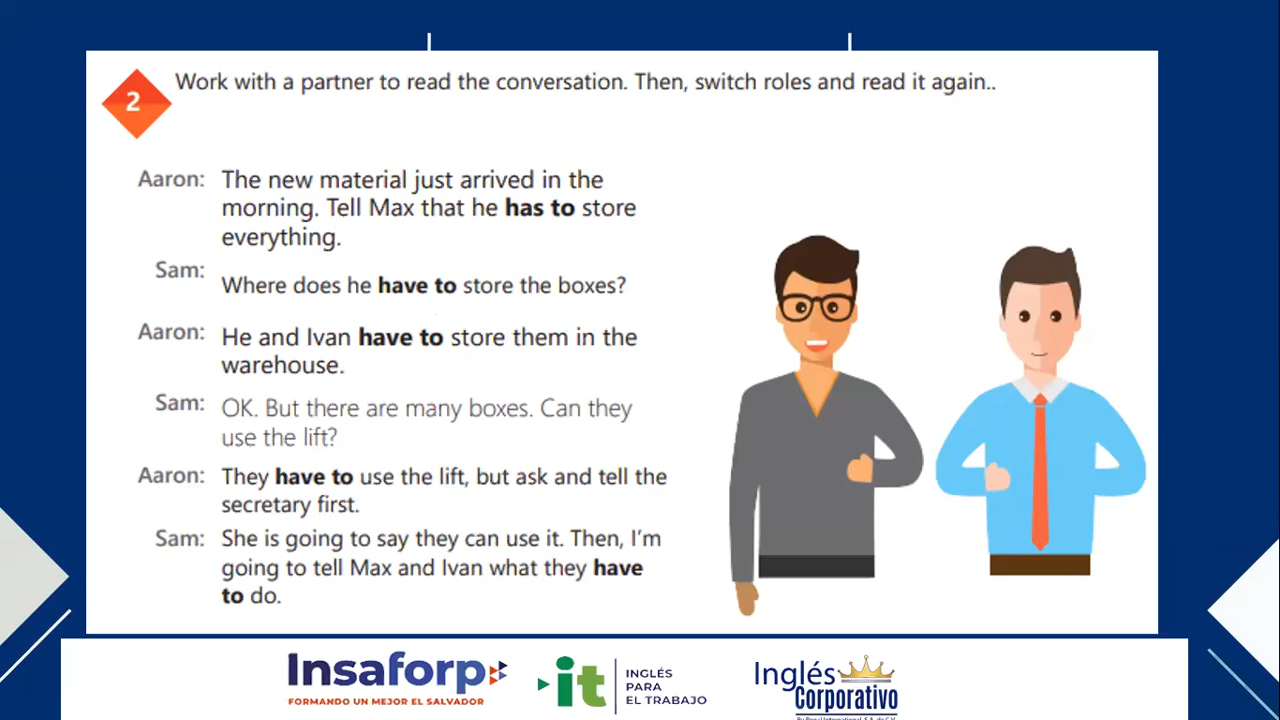 2
Work with a partner to read the conversation. Then, switch roles and read it again..
Aaron: The new material just arrived in the
morning. Tell Max that he has to store
everything.
Sam: Where does he have to store the boxes?
Aaron: He and Ivan have to store them in the
warehouse.
Sam: OK. But there are many boxes. Can they
use the lift?
Aaron: They have to use the lift, but ask and tell the
secretary first.
Sam: She is going to say they can use it. Then, I'm
going to tell Max and Ivan what they have
to do.
Insaforp
FORMANDO UN MEJOR EL SALVADOR
it
INGLÉS
PARA
EL TRABAJO
Inglés
Corporativo